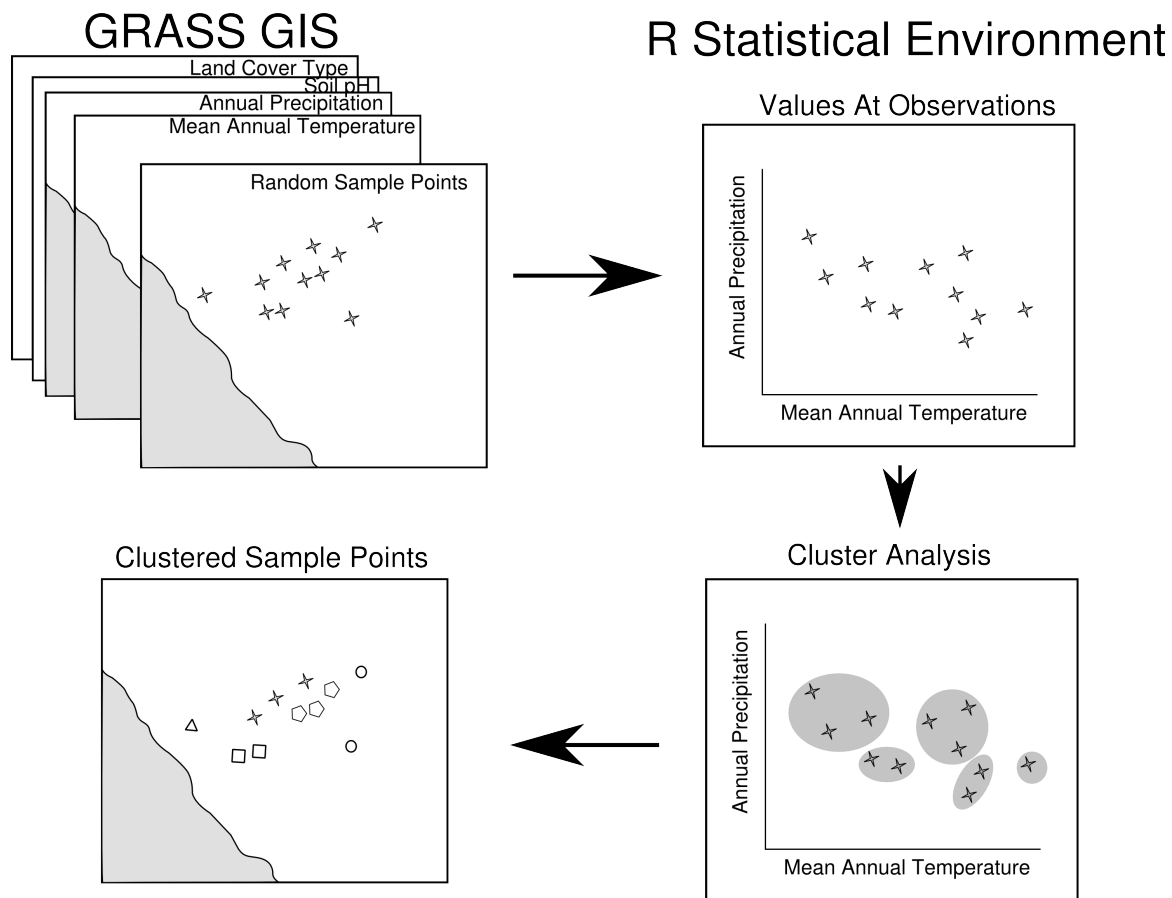 GRASS GIS
Land Cover Type
Soil pH
Annual Precipitation
Mean Annual Temperature
Random Sample Points
R Statistical Environment
Values At Observations
Annual Precipitation
Mean Annual Temperature
Cluster Analysis
Annual Precipitation
Mean Annual Temperature
Clustered Sample Points